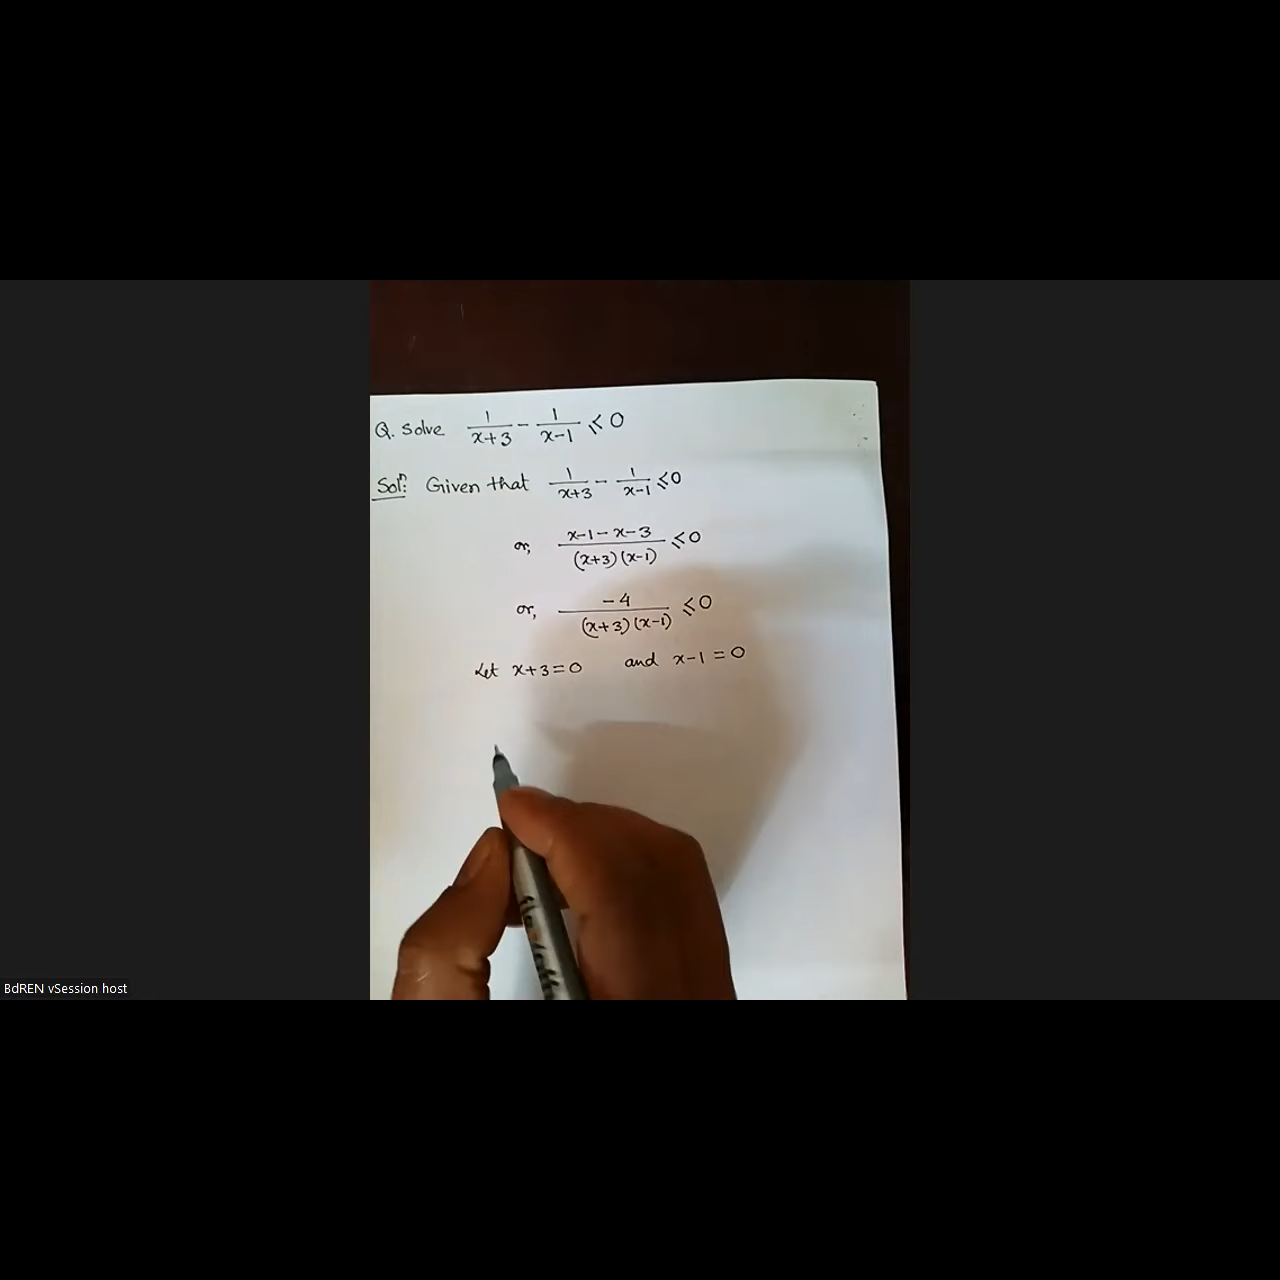 Q. Solve 1/(x+3) - 1/(x-1) ≤ 0
Solⁿ: Given that 1/(x+3) - 1/(x-1) ≤ 0
or, (x-1-x-3)/((x+3)(x-1)) ≤ 0
or, -4/((x+3)(x-1)) ≤ 0
Let x+3=0 and x-1=0
BdREN vSession host